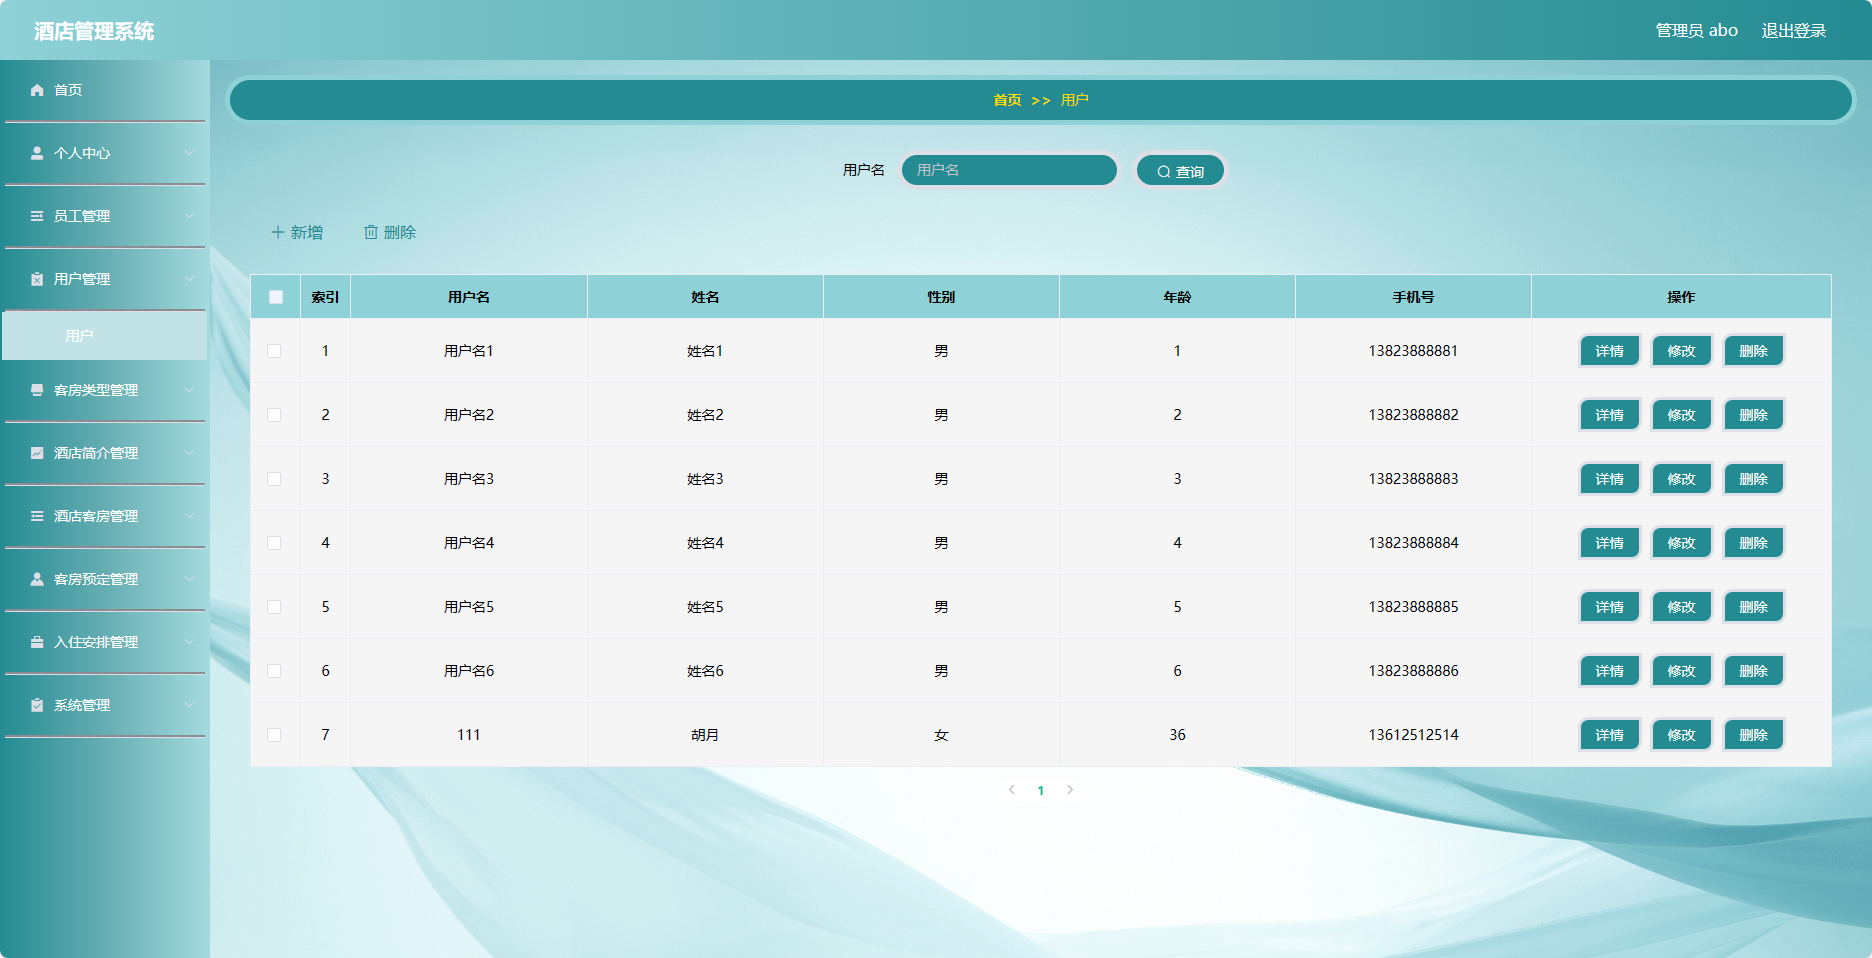 酒店管理系统
管理员 abo 退出登录
首页
个人中心
员工管理
用户管理
用户
客房类型管理
酒店简介管理
酒店客房管理
客房预定管理
入住安排管理
系统管理
首页 >> 用户
用户名 用户名 查询
新增 删除
索引 用户名 姓名 性别 年龄 手机号 操作
1 用户名1 姓名1 男 1 13823888881 详情 修改 删除
2 用户名2 姓名2 男 2 13823888882 详情 修改 删除
3 用户名3 姓名3 男 3 13823888883 详情 修改 删除
4 用户名4 姓名4 男 4 13823888884 详情 修改 删除
5 用户名5 姓名5 男 5 13823888885 详情 修改 删除
6 用户名6 姓名6 男 6 13823888886 详情 修改 删除
7 111 胡月 女 36 13612512514 详情 修改 删除
1